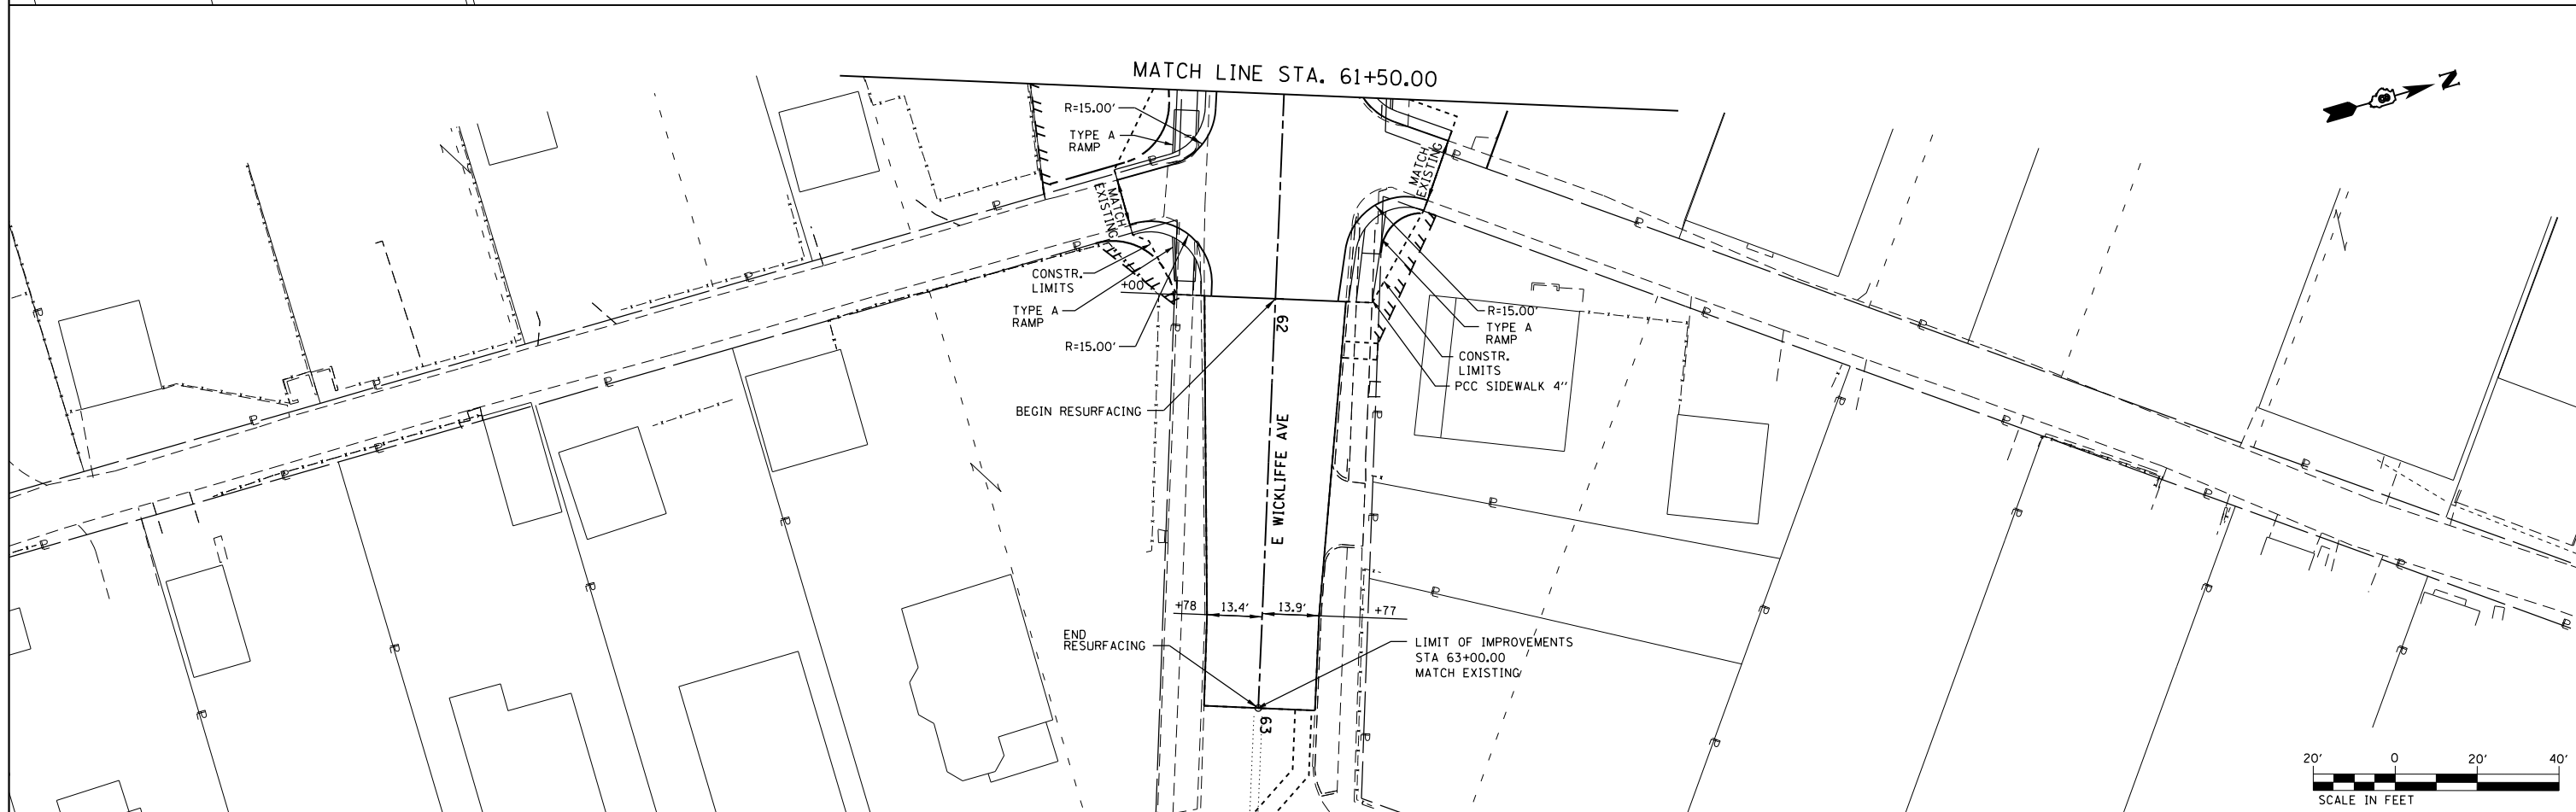 MATCH LINE STA. 61+50.00
N
R=15.00'
TYPE A
RAMP
MATCH
EXISTING
MATCH
EXISTING
CONSTR.
LIMITS
+00
TYPE A
RAMP
R=15.00'
62
R=15.00'
TYPE A
RAMP
CONSTR.
LIMITS
PCC SIDEWALK 4''
BEGIN RESURFACING
E WICKLIFFE AVE
+78
13.4'
13.9'
+77
END
RESURFACING
LIMIT OF IMPROVEMENTS
STA 63+00.00
MATCH EXISTING
63
20'
0
20'
40'
SCALE IN FEET